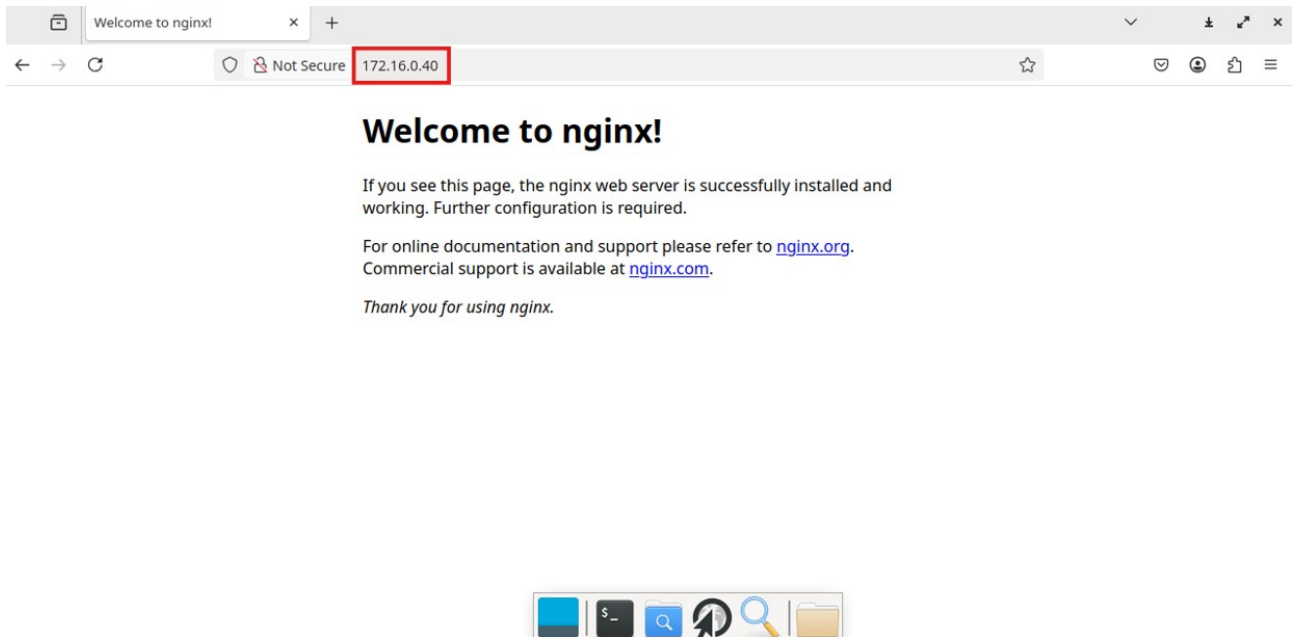 Welcome to nginx!
Not Secure 172.16.0.40
Welcome to nginx!
If you see this page, the nginx web server is successfully installed and
working. Further configuration is required.
For online documentation and support please refer to nginx.org.
Commercial support is available at nginx.com.
Thank you for using nginx.
$_